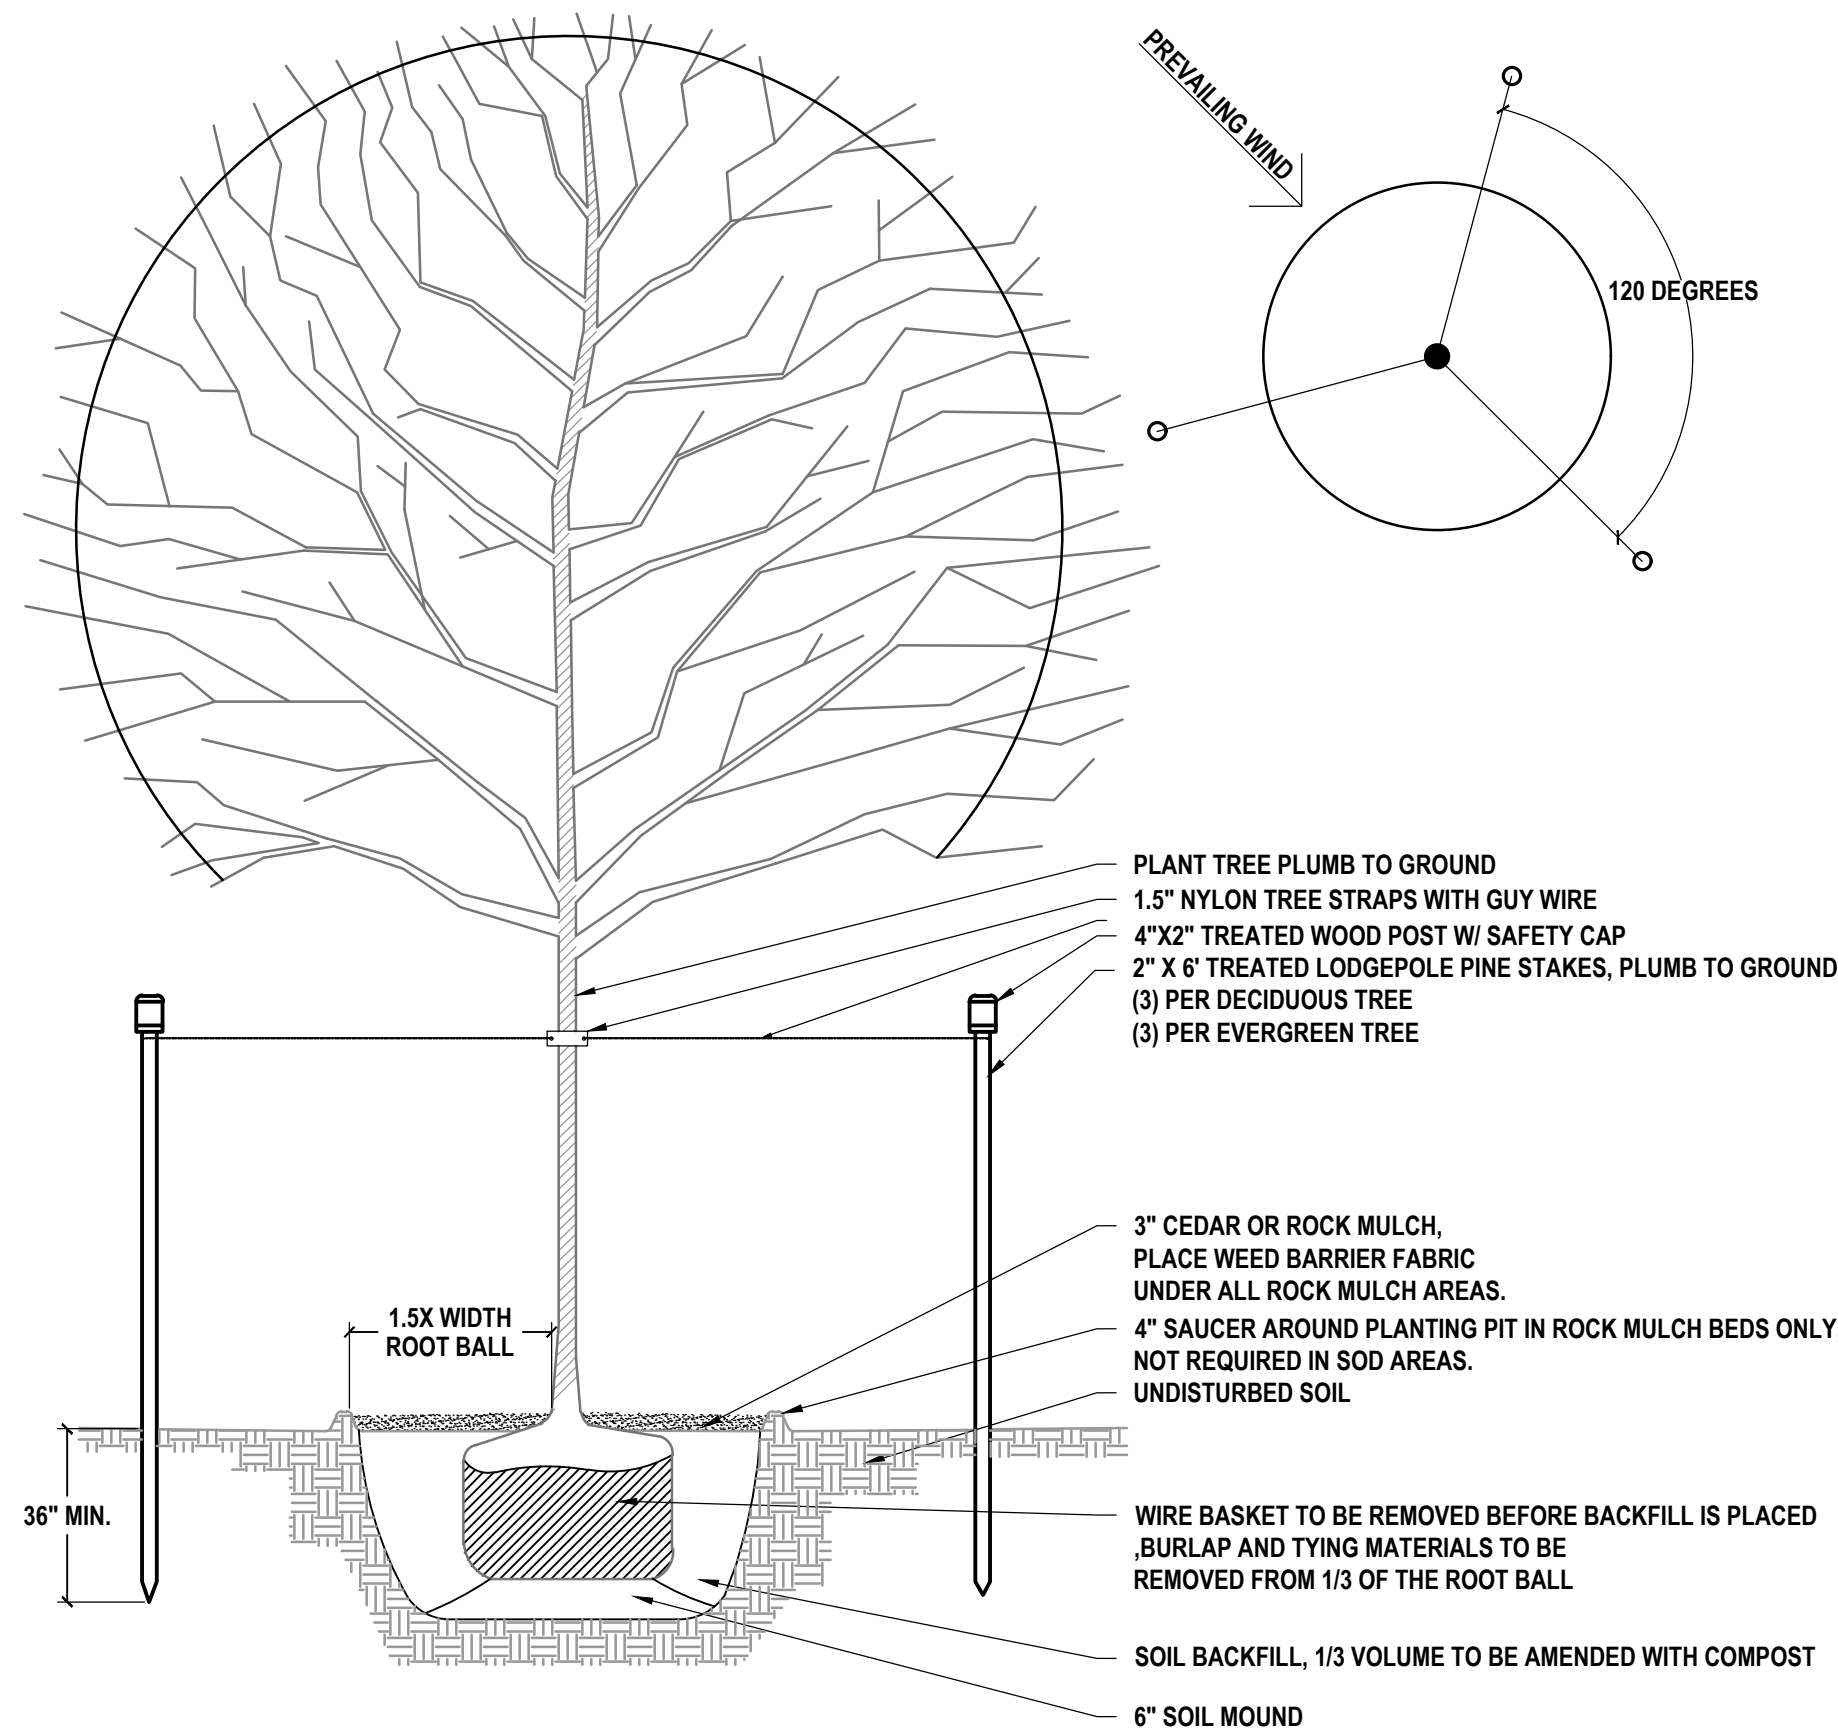 PREVAILING WIND
120 DEGREES
PLANT TREE PLUMB TO GROUND
1.5" NYLON TREE STRAPS WITH GUY WIRE
4"X2" TREATED WOOD POST W/ SAFETY CAP
2" X 6' TREATED LODGEPOLE PINE STAKES, PLUMB TO GROUND
(3) PER DECIDUOUS TREE
(3) PER EVERGREEN TREE
3" CEDAR OR ROCK MULCH,
PLACE WEED BARRIER FABRIC
UNDER ALL ROCK MULCH AREAS.
1.5X WIDTH
ROOT BALL
4" SAUCER AROUND PLANTING PIT IN ROCK MULCH BEDS ONLY,
NOT REQUIRED IN SOD AREAS.
UNDISTURBED SOIL
36" MIN.
WIRE BASKET TO BE REMOVED BEFORE BACKFILL IS PLACED
,BURLAP AND TYING MATERIALS TO BE
REMOVED FROM 1/3 OF THE ROOT BALL
SOIL BACKFILL, 1/3 VOLUME TO BE AMENDED WITH COMPOST
6" SOIL MOUND